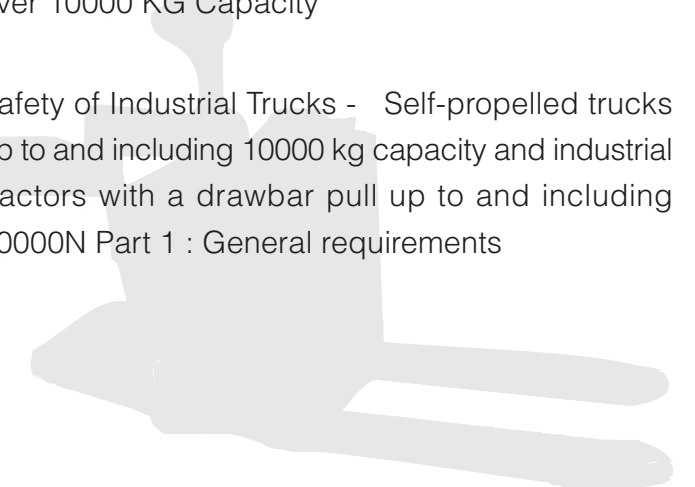 ver 10000 KG Capacity
afety of Industrial Trucks - Self-propelled trucks
p to and including 10000 kg capacity and industrial
actors with a drawbar pull up to and including
0000N Part 1 : General requirements